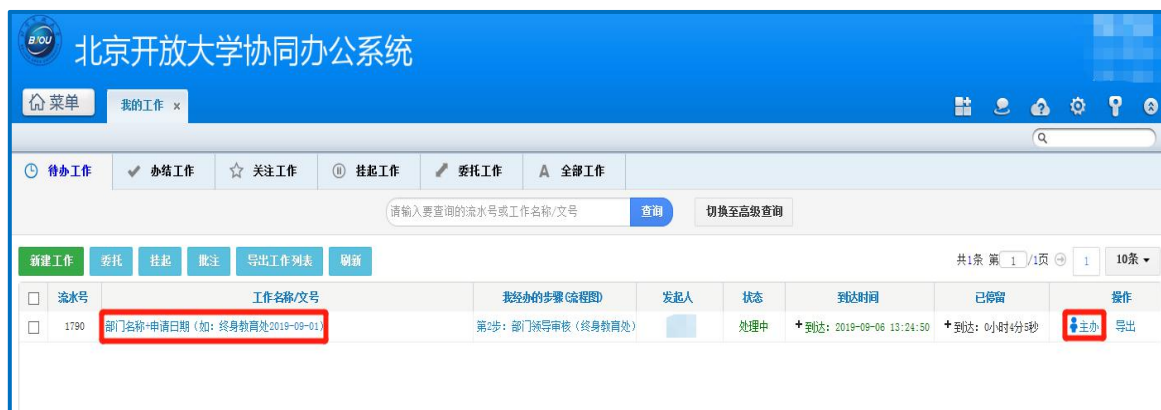 BJOU
北京开放大学协同办公系统
菜单 我的工作 ×
待办工作 办结工作 关注工作 挂起工作 委托工作 A 全部工作
请输入要查询的流水号或工作名称/文号 查询 切换至高级查询
新建工作 委托 挂起 批注 导出工作列表 刷新 共1条 第 1 /1页 1 10条
流水号 工作名称/文号 我经办的步骤(流程图) 发起人 状态 到达时间 已停留 操作
1790 部门名称+申请日期（如：终身教育处2019-09-01) 第2步：部门领导审核（终身教育处) 处理中 +到达：2019-09-06 13:24:50 +到达：0小时4分5秒 主办 导出